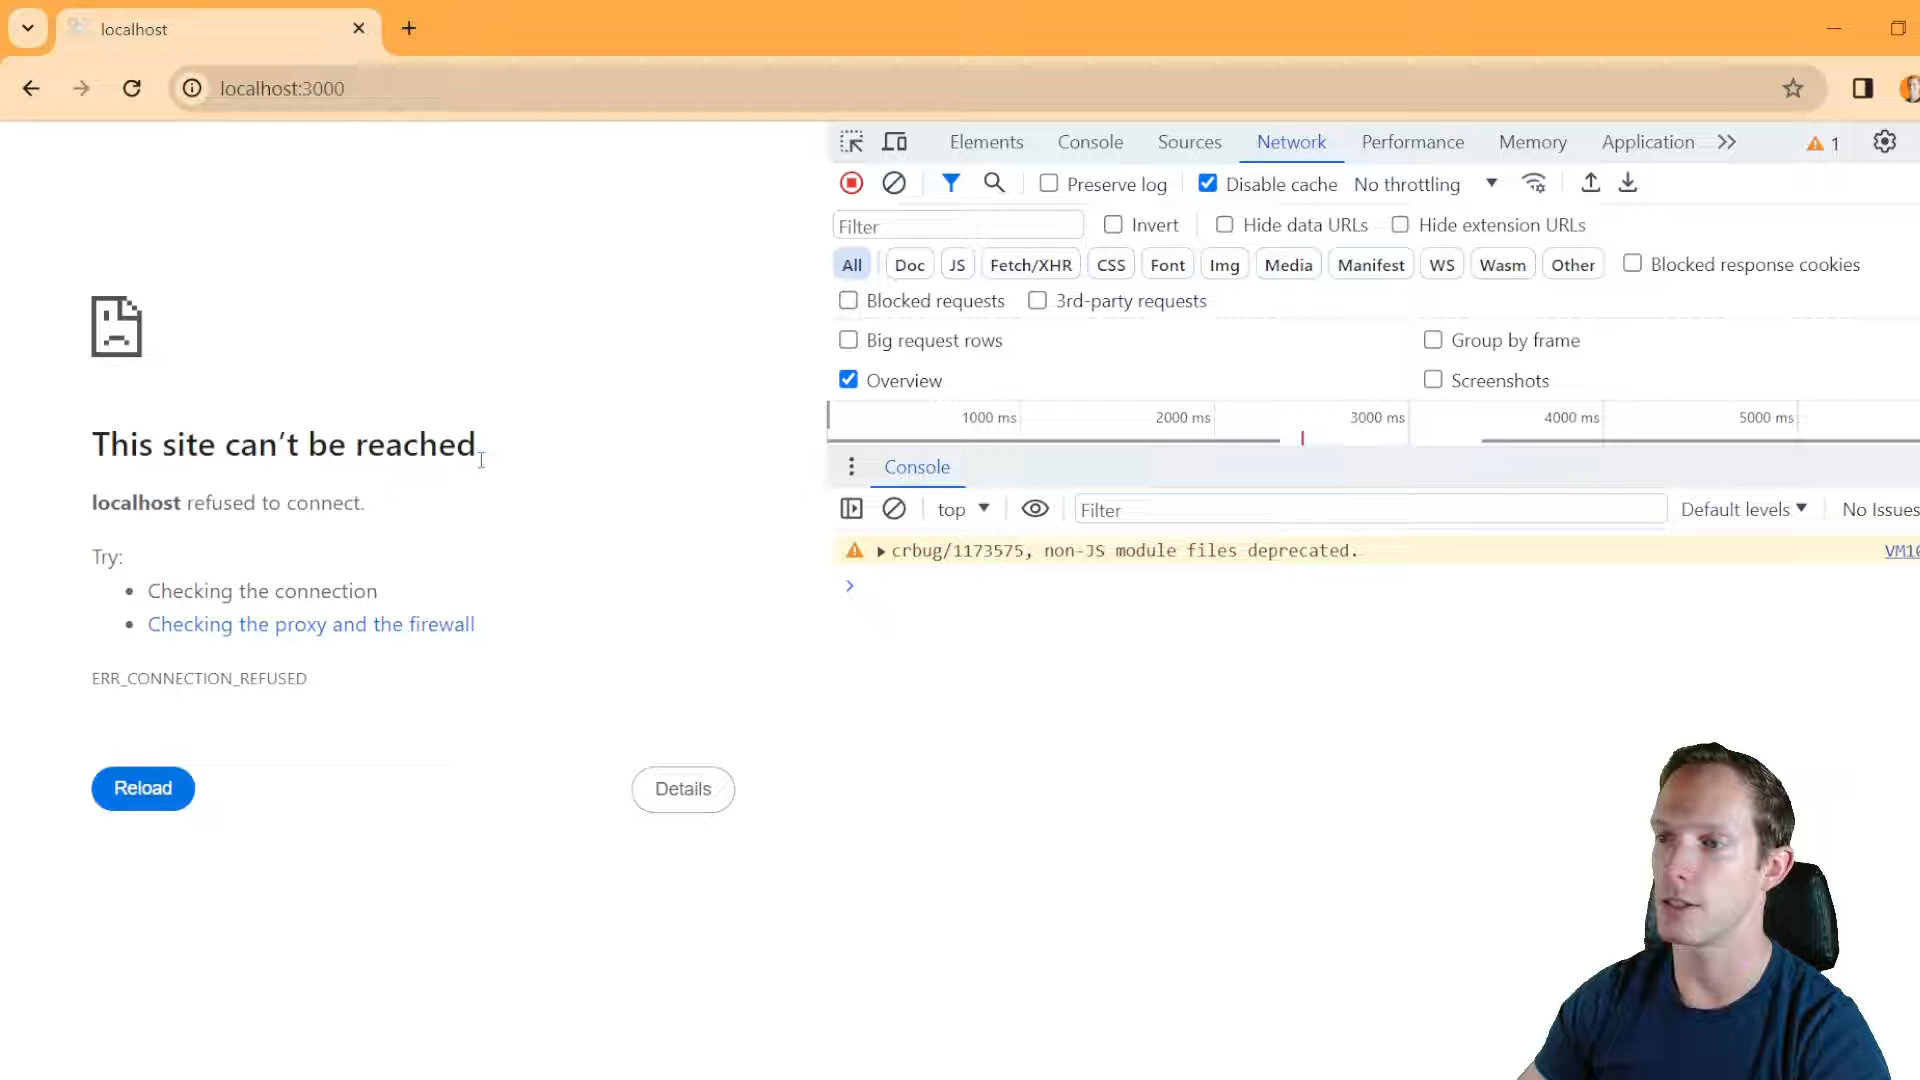 localhost
localhost:3000
This site can't be reached
localhost refused to connect.
Try:
Checking the connection
Checking the proxy and the firewall
ERR_CONNECTION_REFUSED
Reload
Details
Elements Console Sources Network Performance Memory Application 1
Preserve log Disable cache No throttling
Filter Invert Hide data URLs Hide extension URLs
All Doc JS Fetch/XHR CSS Font Img Media Manifest WS Wasm Other Blocked response cookies
Blocked requests 3rd-party requests
Big request rows Group by frame
Overview Screenshots
1000 ms 2000 ms 3000 ms 4000 ms 5000 ms
Console
top Filter Default levels No Issues
crbug/1173575, non-JS module files deprecated.